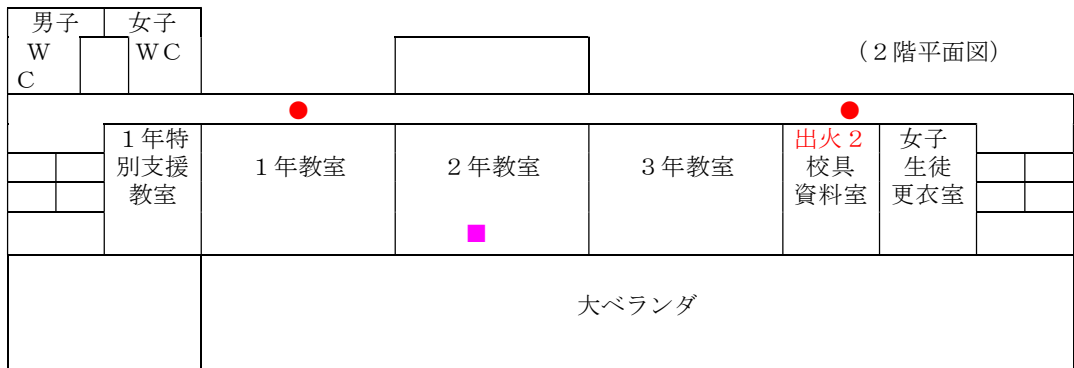 男子
女子
W
C
WC
(２階平面図)
１年特
別支援
教室
１年教室
２年教室
３年教室
出火２
校具
資料室
女子
生徒
更衣室
大ベランダ